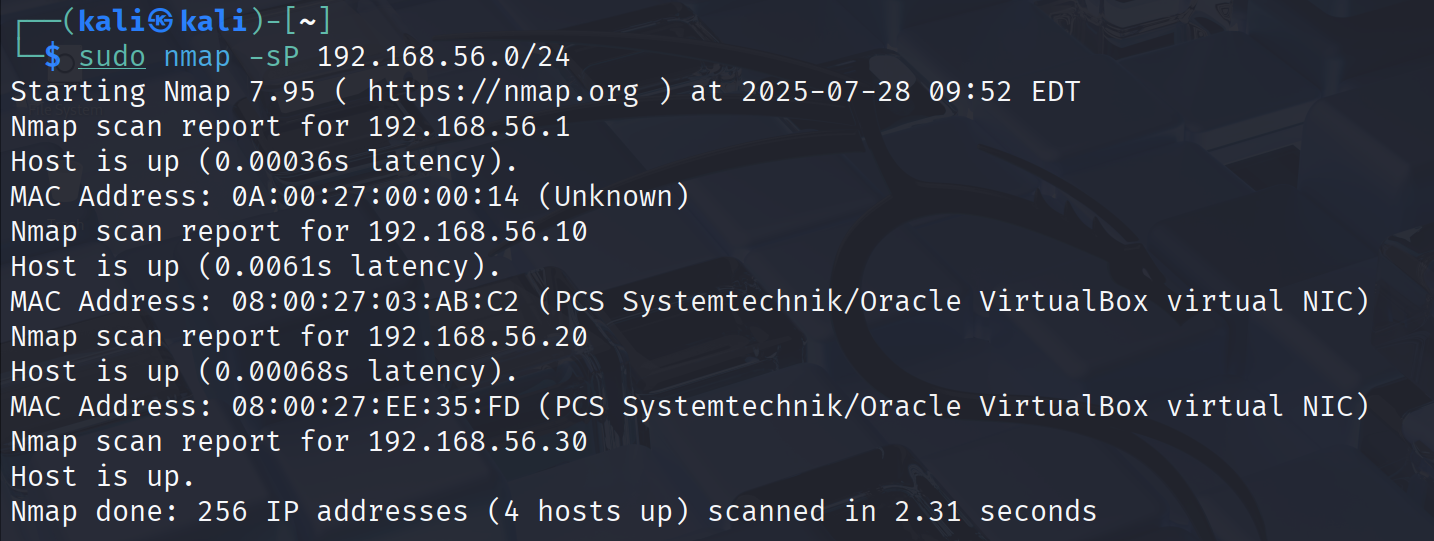 ┌──(kali㉿kali)-[~]
└─$ sudo nmap -sP 192.168.56.0/24
Starting Nmap 7.95 ( https://nmap.org ) at 2025-07-28 09:52 EDT
Nmap scan report for 192.168.56.1
Host is up (0.00036s latency).
MAC Address: 0A:00:27:00:00:14 (Unknown)
Nmap scan report for 192.168.56.10
Host is up (0.0061s latency).
MAC Address: 08:00:27:03:AB:C2 (PCS Systemtechnik/Oracle VirtualBox virtual NIC)
Nmap scan report for 192.168.56.20
Host is up (0.00068s latency).
MAC Address: 08:00:27:EE:35:FD (PCS Systemtechnik/Oracle VirtualBox virtual NIC)
Nmap scan report for 192.168.56.30
Host is up.
Nmap done: 256 IP addresses (4 hosts up) scanned in 2.31 seconds